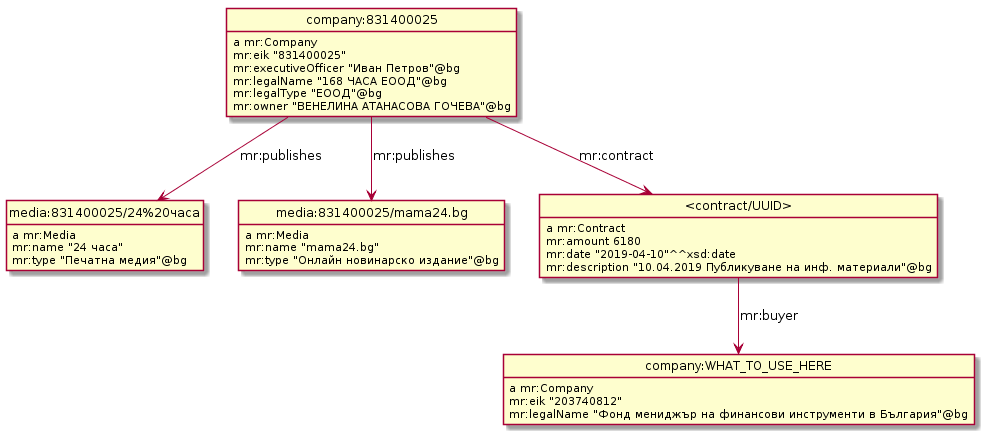 company:831400025
a mr:Company
mr:eik "831400025"
mr:executiveOfficer "Иван Петров"@bg
mr:legalName "168 ЧАСА ЕООД"@bg
mr:legalType "ЕООД"@bg
mr:owner "ВЕНЕЛИНА АТАНАСОВА ГОЧЕВА"@bg
mr:publishes
mr:publishes
mr:contract
media:831400025/24%20часа
a mr:Media
mr:name "24 часа"
mr:type "Печатна медия"@bg
media:831400025/mama24.bg
a mr:Media
mr:name "mama24.bg"
mr:type "Онлайн новинарско издание"@bg
<contract/UUID>
a mr:Contract
mr:amount 6180
mr:date "2019-04-10"^^xsd:date
mr:description "10.04.2019 Публикуване на инф. материали"@bg
mr:buyer
company:WHAT_TO_USE_HERE
a mr:Company
mr:eik "203740812"
mr:legalName "Фонд мениджър на финансови инструменти в България"@bg